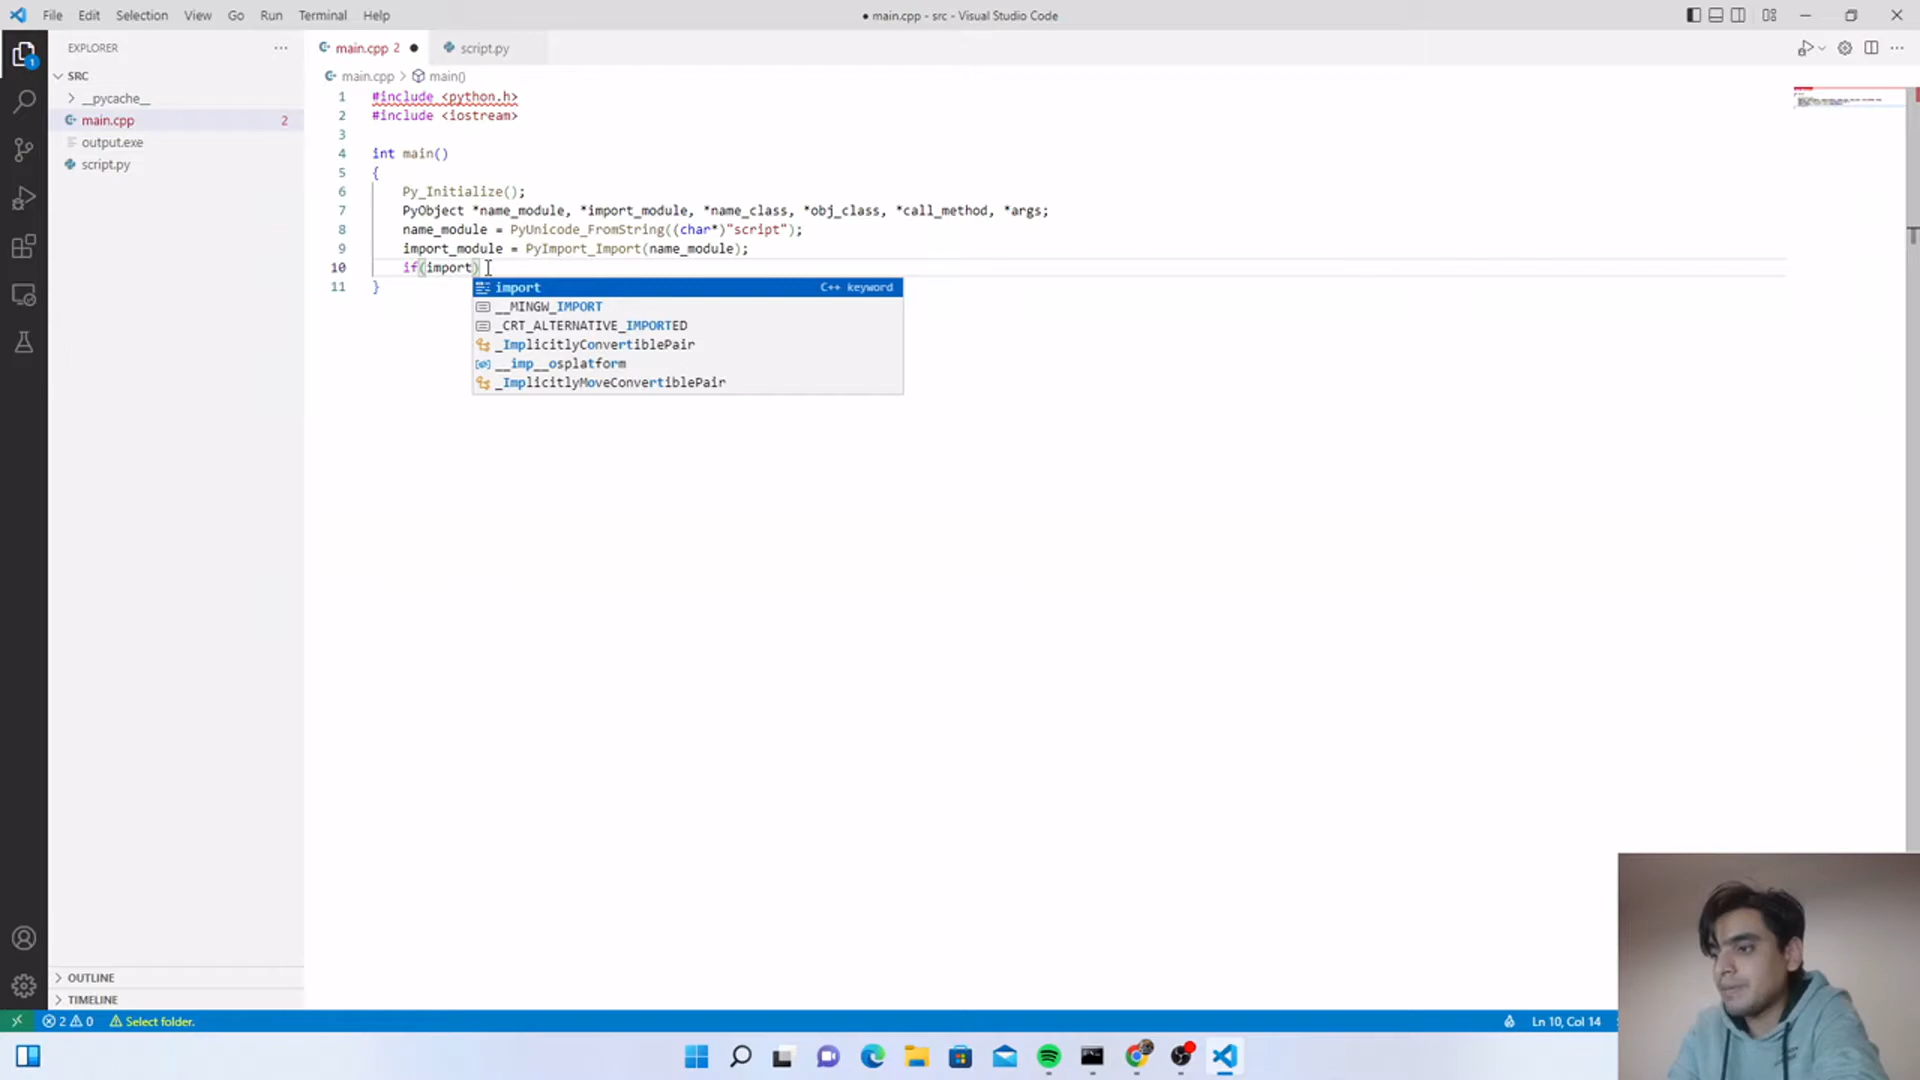 File Edit Selection View Go Run Terminal Help
● main.cpp - src - Visual Studio Code
EXPLORER
main.cpp 2 ●
script.py
SRC
main.cpp > main()
__pycache__
main.cpp 2
output.exe
script.py
1 #include <python.h>
2 #include <iostream>
3
4 int main()
5 {
6 Py_Initialize();
7 PyObject *name_module, *import_module, *name_class, *obj_class, *call_method, *args;
8 name_module = PyUnicode_FromString((char*)"script");
9 import_module = PyImport_Import(name_module);
10 if(import)
11 }
import C++ keyword
__MINGW_IMPORT
_CRT_ALTERNATIVE_IMPORTED
_ImplicitlyConvertiblePair
__imp__osplatform
_ImplicitlyMoveConvertiblePair
1
OUTLINE
TIMELINE
2 0 Select folder.
Ln 10, Col 14